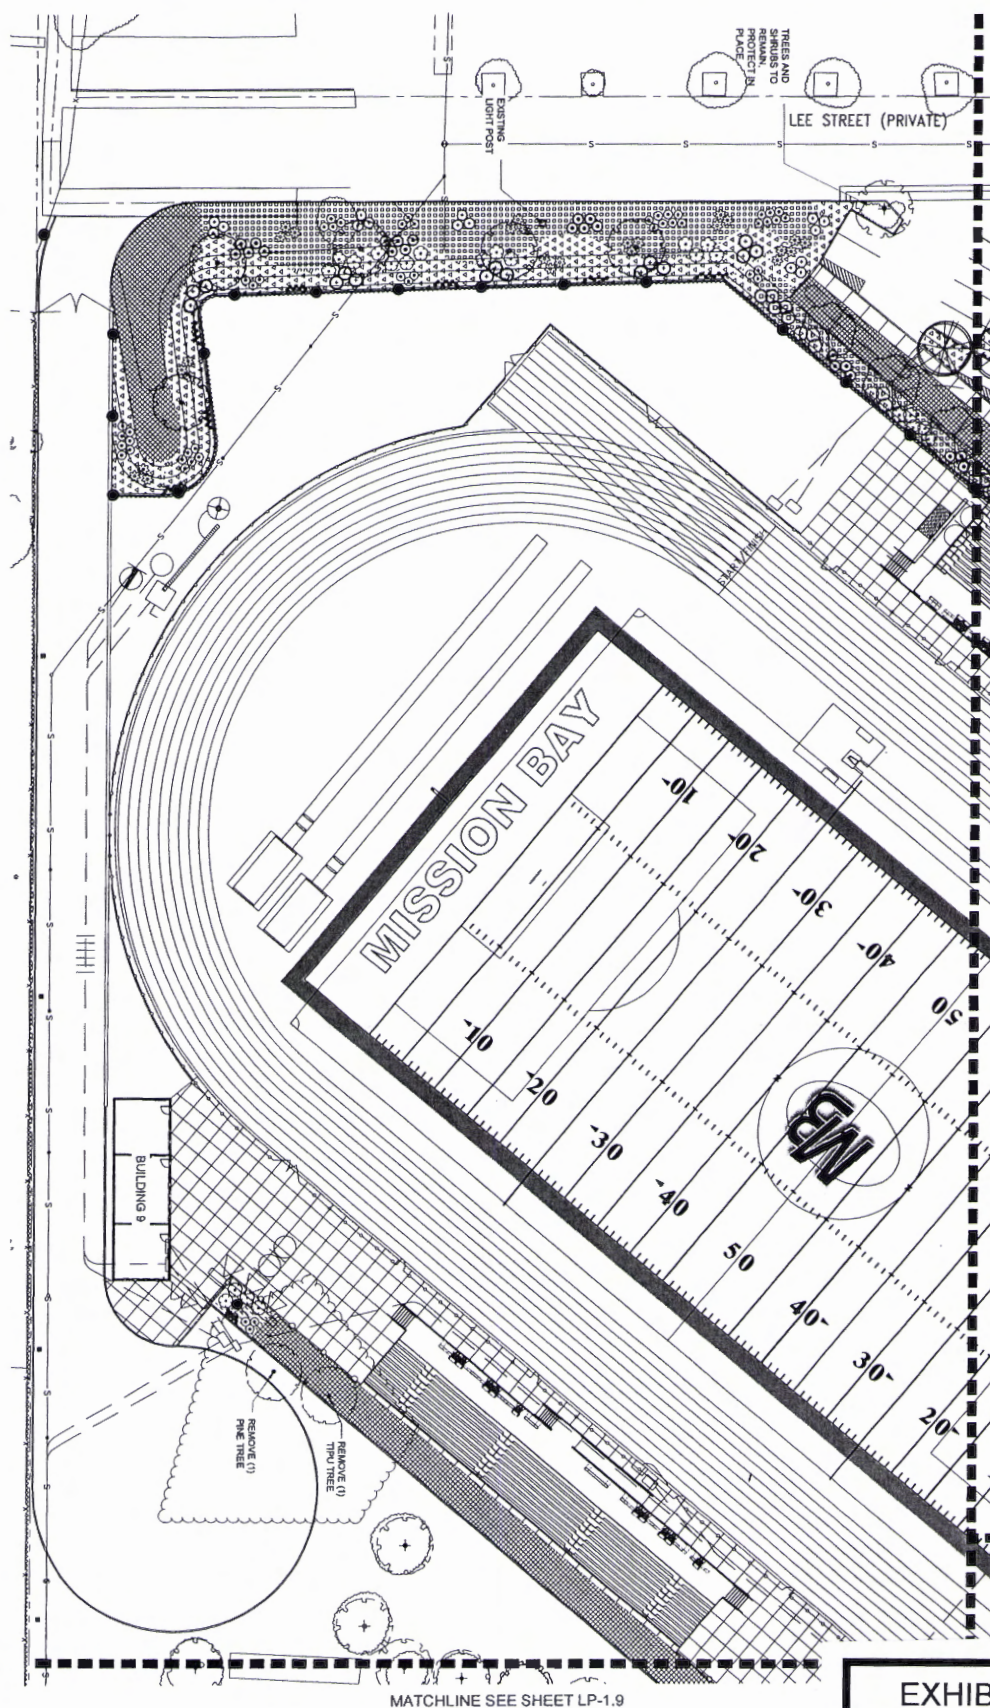 TREES AND
SHRUBS TO
REMAIN,
PROTECT IN
PLACE
EXISTING
LIGHT POST
LEE STREET (PRIVATE)
S
S
S
S
S
START/FINISH
MISSION BAY
10
20
30
40
50
10
20
30
40
50
40
30
20
MB
BUILDING 9
REMOVE (1)
PINE TREE
REMOVE (1)
TIPU TREE
MATCHLINE SEE SHEET LP-1.9
EXHIB